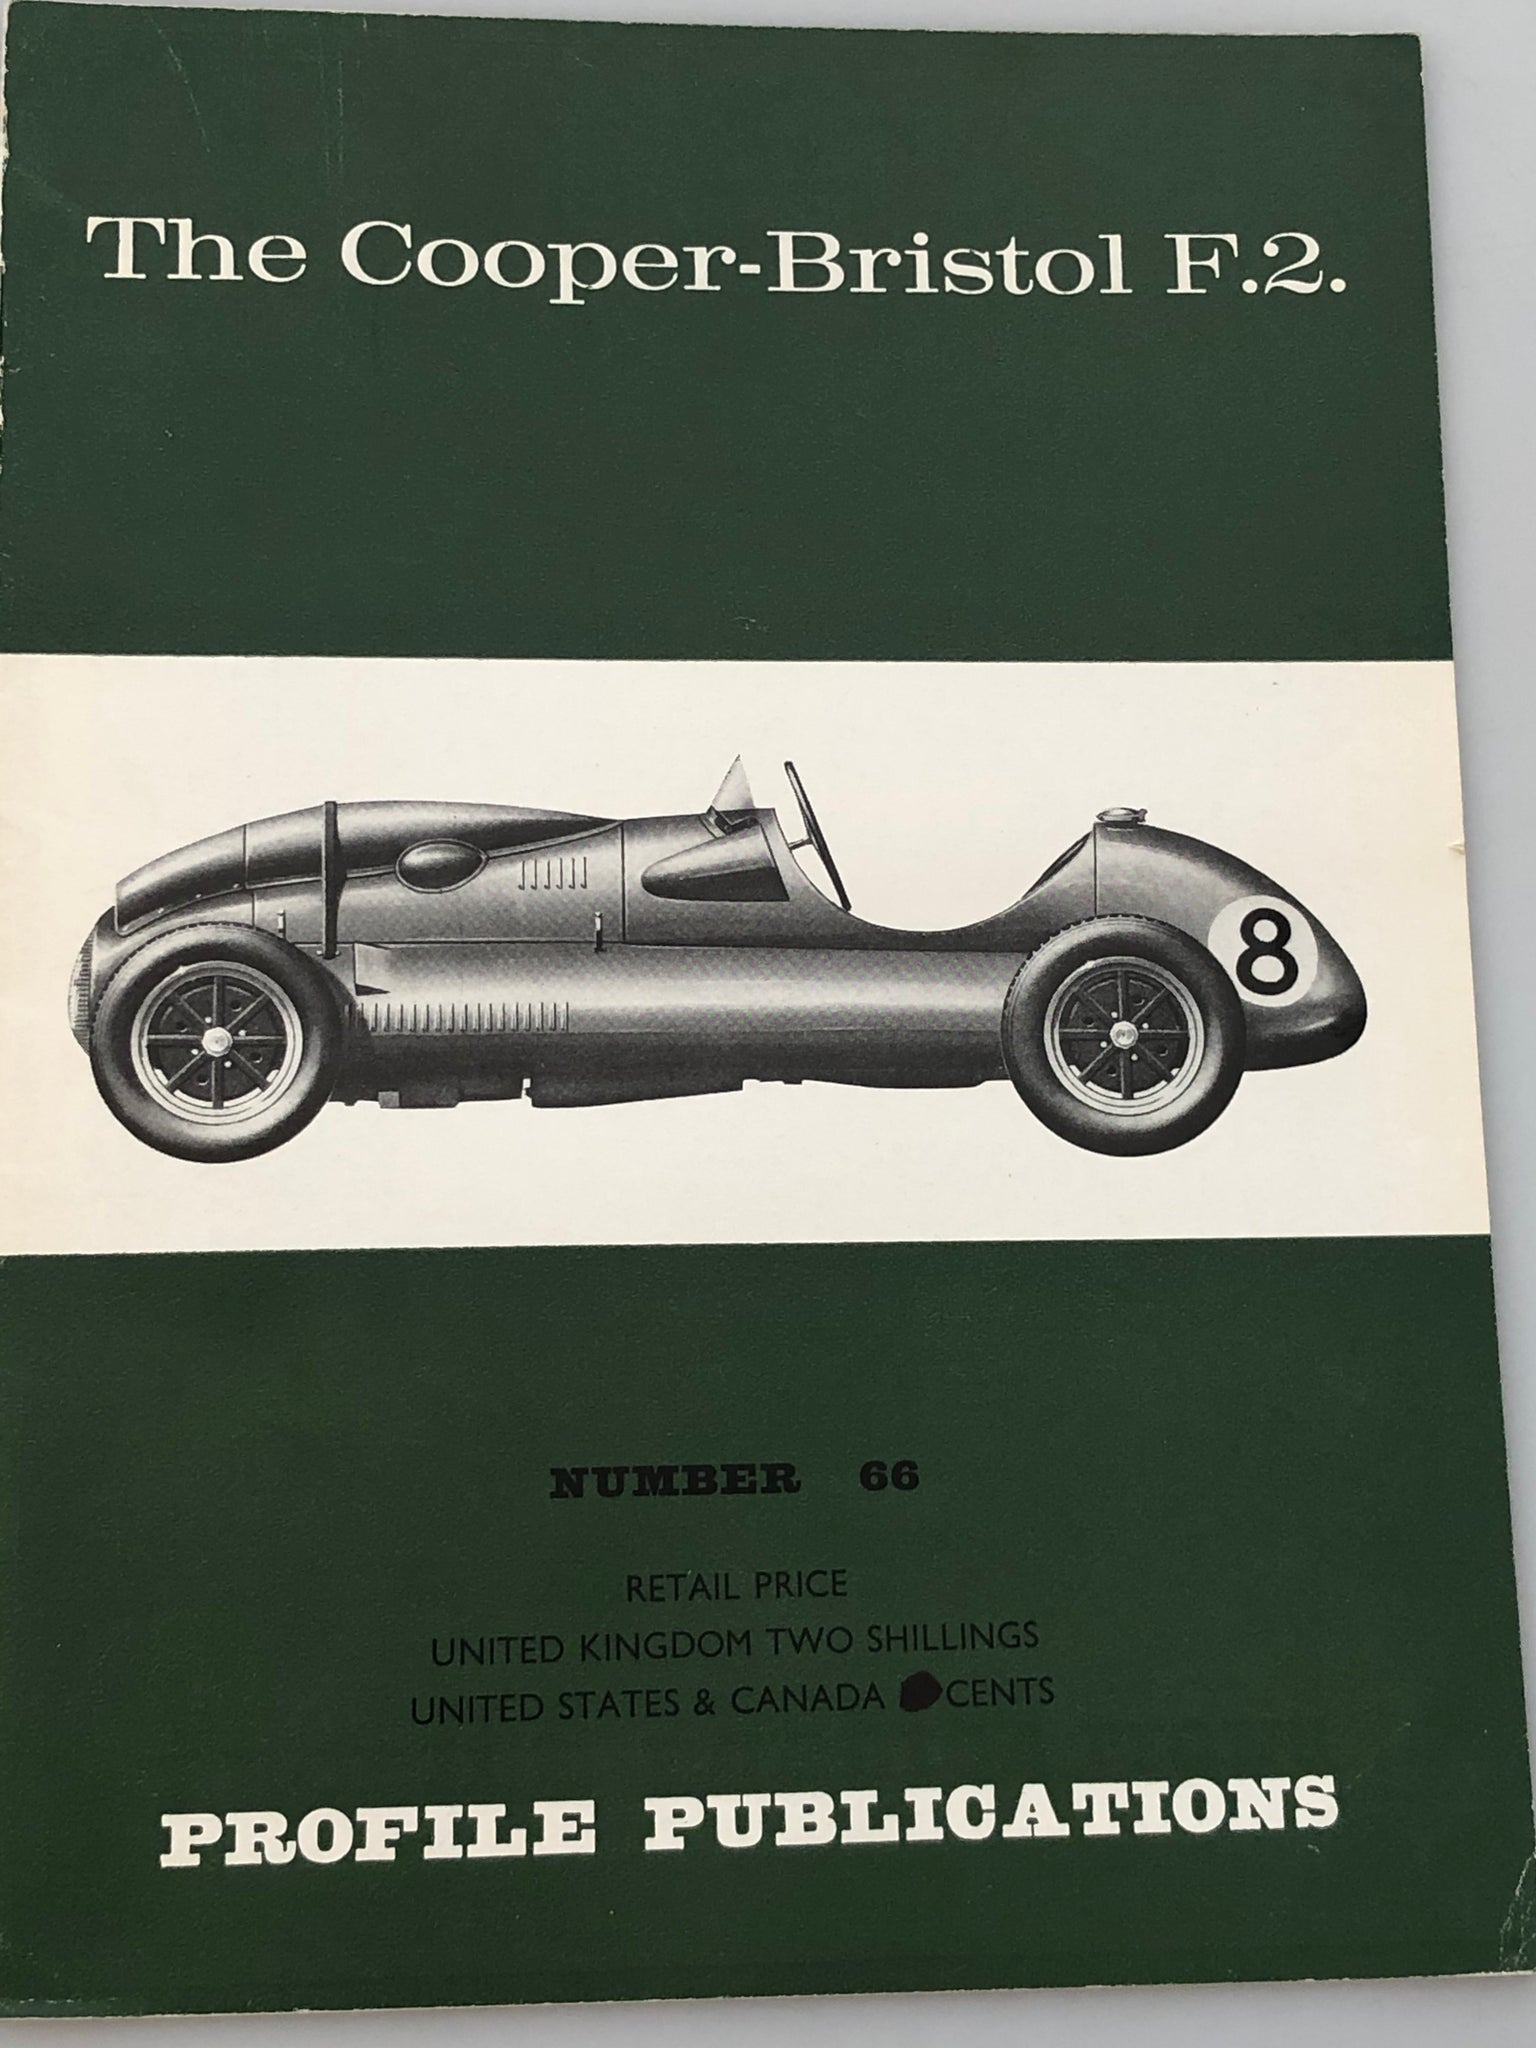 The Cooper-Bristol F.2.
8
NUMBER 66
RETAIL PRICE
UNITED KINGDOM TWO SHILLINGS
UNITED STATES & CANADA CENTS
PROFILE PUBLICATIONS